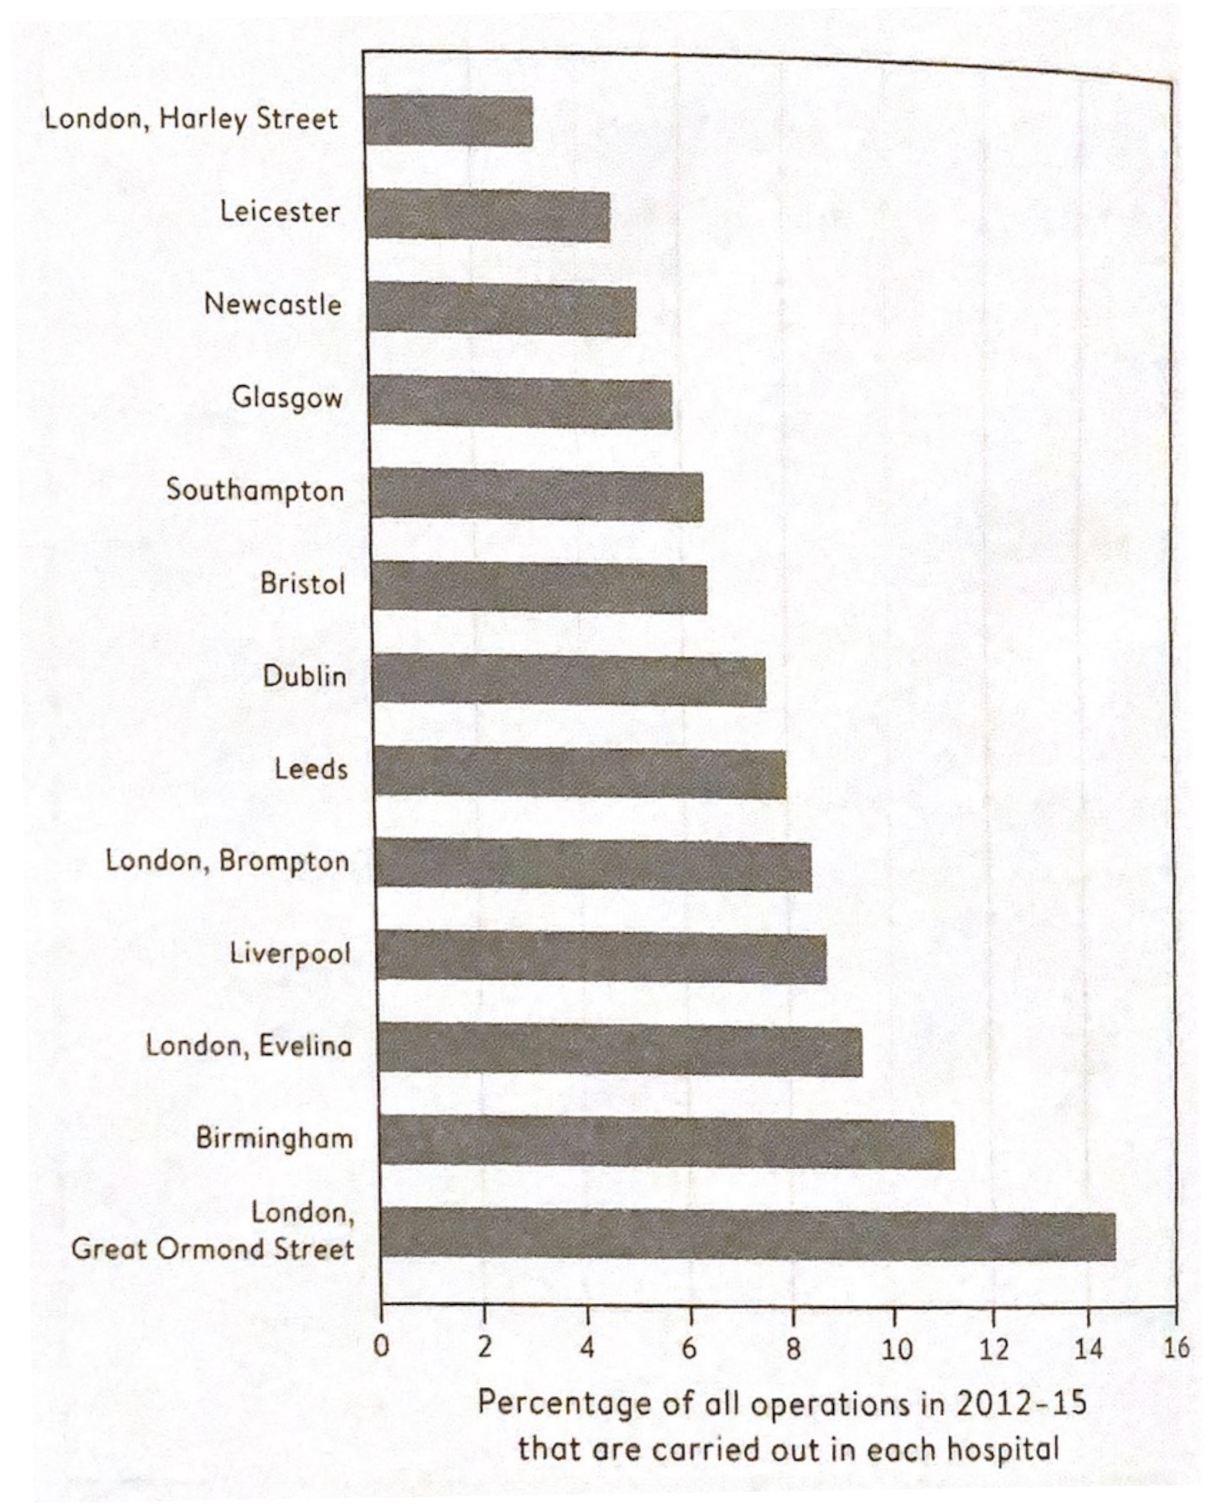 London, Harley Street
Leicester
Newcastle
Glasgow
Southampton
Bristol
Dublin
Leeds
London, Brompton
Liverpool
London, Evelina
Birmingham
London,
Great Ormond Street
0 2 4 6 8 10 12 14 16
Percentage of all operations in 2012-15
that are carried out in each hospital